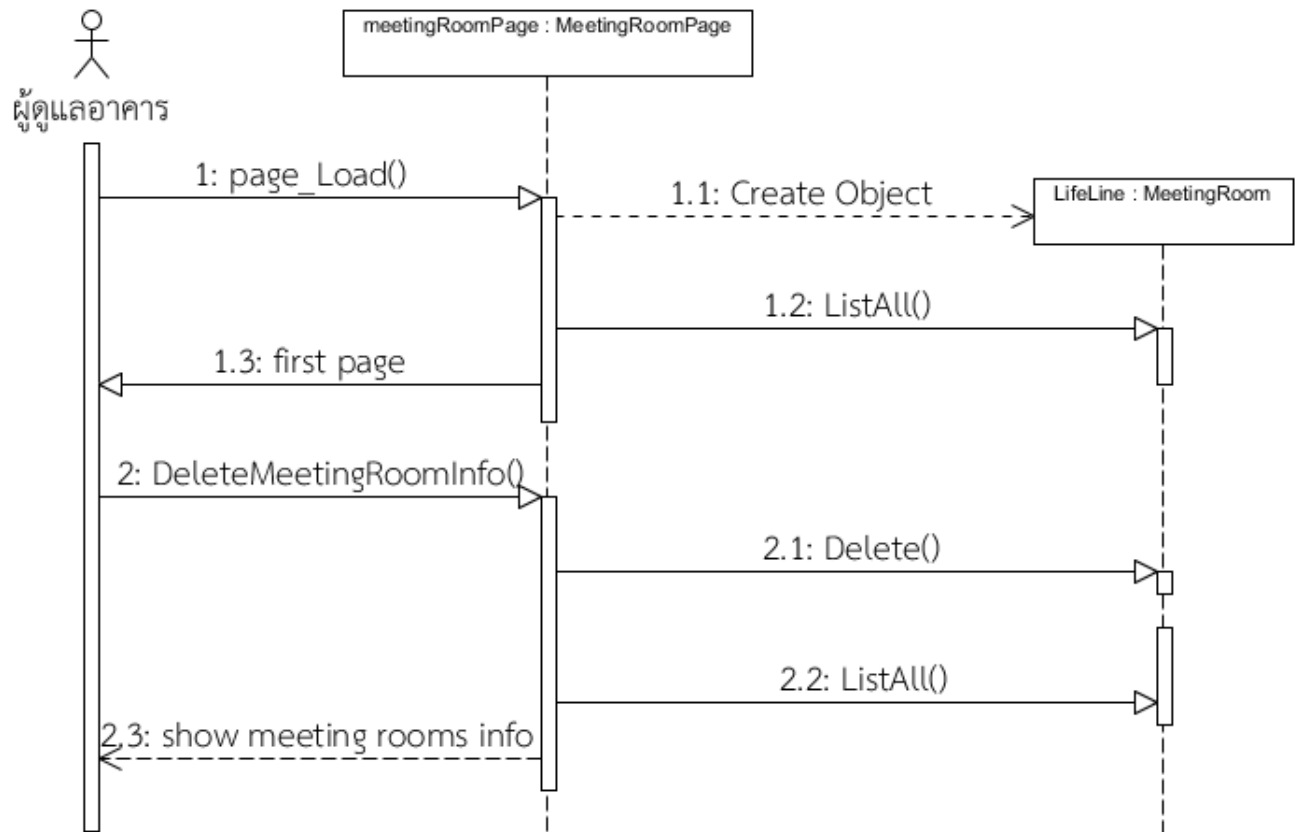 meetingRoomPage : MeetingRoomPage
ผู้ดูแลอาคาร
1: page_Load()
1.1: Create Object
LifeLine : MeetingRoom
1.2: ListAll()
1.3: first page
2: DeleteMeetingRoomInfo()
2.1: Delete()
2.2: ListAll()
2.3: show meeting rooms info